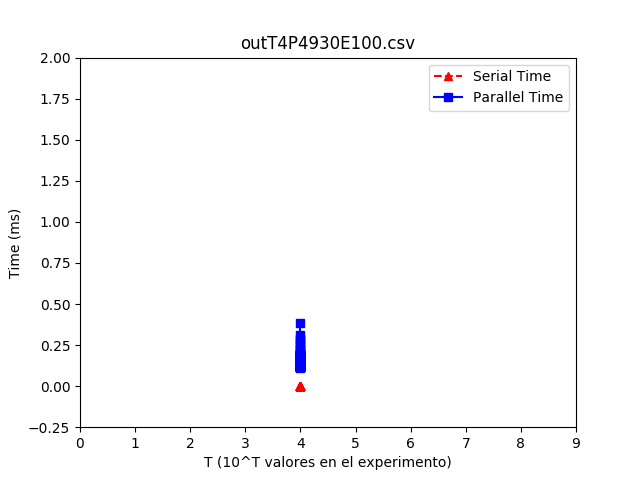 outT4P4930E100.csv
Serial Time
Parallel Time
2.00
1.75
1.50
1.25
1.00
0.75
0.50
0.25
0.00
−0.25
Time (ms)
0 1 2 3 4 5 6 7 8 9
T (10^T valores en el experimento)